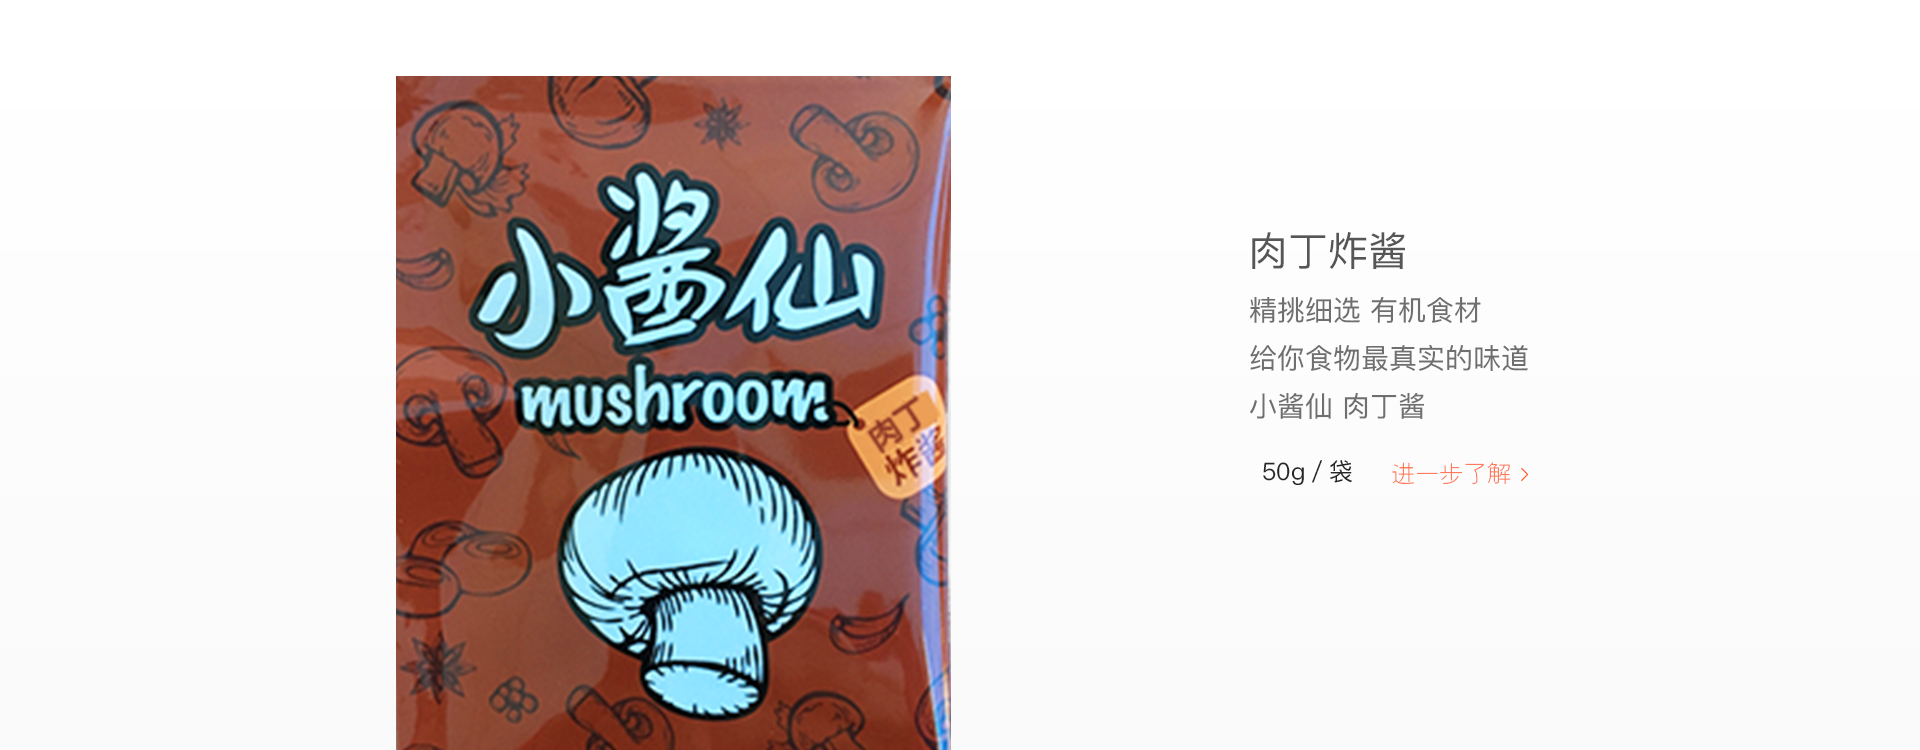 小酱仙
mushroom
肉丁
炸酱
肉丁炸酱
精挑细选 有机食材
给你食物最真实的味道
小酱仙 肉丁酱
50g / 袋
进一步了解 >